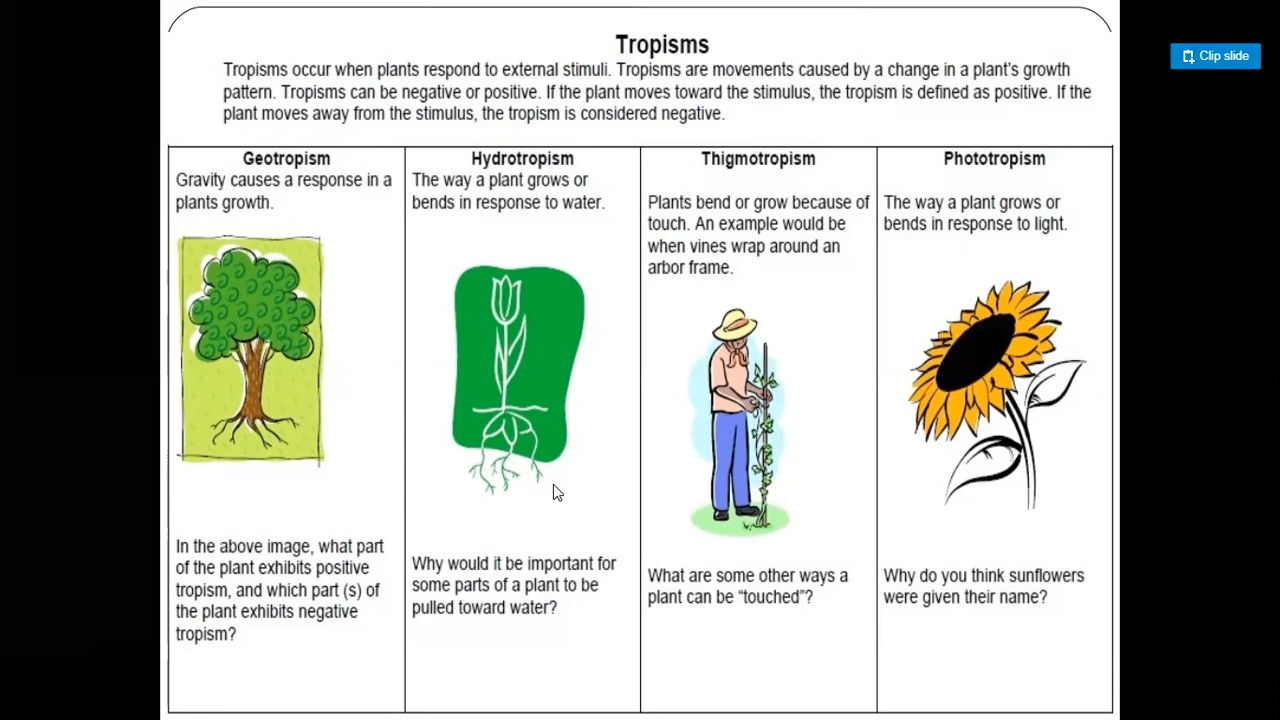 Clip slide
Tropisms
Tropisms occur when plants respond to external stimuli. Tropisms are movements caused by a change in a plant's growth
pattern. Tropisms can be negative or positive. If the plant moves toward the stimulus, the tropism is defined as positive. If the
plant moves away from the stimulus, the tropism is considered negative.
Geotropism
Gravity causes a response in a
plants growth.
In the above image, what part
of the plant exhibits positive
tropism, and which part (s) of
the plant exhibits negative
tropism?
Hydrotropism
The way a plant grows or
bends in response to water.
Why would it be important for
some parts of a plant to be
pulled toward water?
Thigmotropism
Plants bend or grow because of
touch. An example would be
when vines wrap around an
arbor frame.
What are some other ways a
plant can be “touched”?
Phototropism
The way a plant grows or
bends in response to light.
Why do you think sunflowers
were given their name?